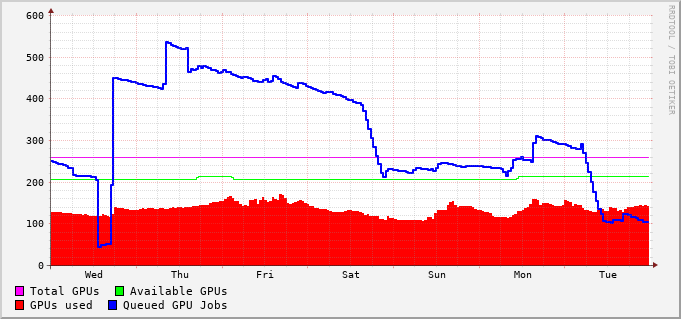 600
500
400
300
200
100
0
Wed Thu Fri Sat Sun Mon Tue
Total GPUs Available GPUs
GPUs used Queued GPU Jobs
RRDTOOL / TOBI OETIKER